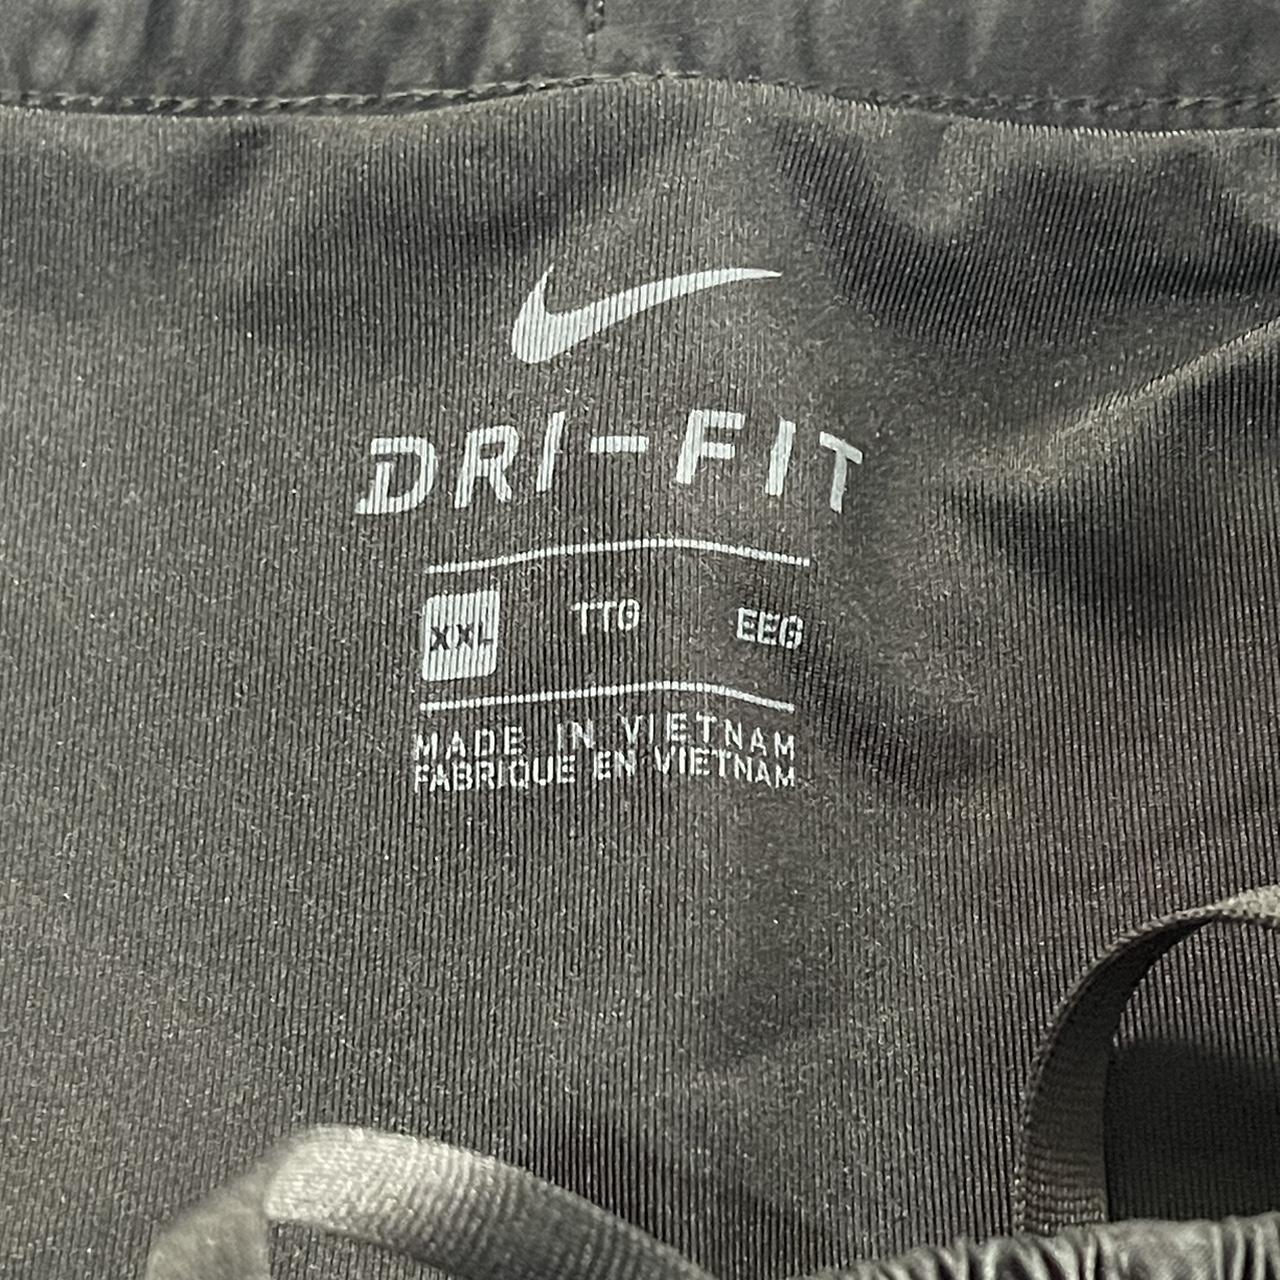 DRI-FIT
XXL TTG EEG
MADE IN VIETNAM
FABRIQUE EN VIETNAM